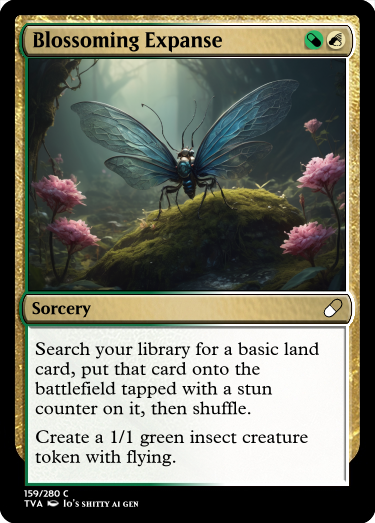 Blossoming Expanse
Sorcery
Search your library for a basic land
card, put that card onto the
battlefield tapped with a stun
counter on it, then shuffle.
Create a 1/1 green insect creature
token with flying.
159/280 C
TVA Io's shitty ai gen